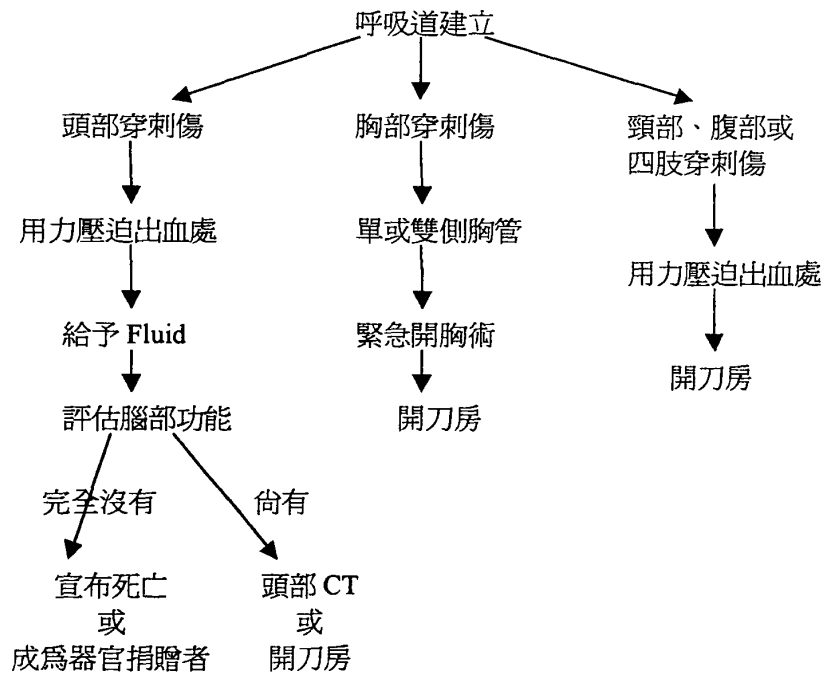 呼吸道建立
頭部穿刺傷
胸部穿刺傷
頸部、腹部或
四肢穿刺傷
用力壓迫出血處
單或雙側胸管
用力壓迫出血處
給予 Fluid
緊急開胸術
開刀房
評估腦部功能
開刀房
完全沒有
尚有
宣布死亡
或
成爲器官捐贈者
頭部 CT
或
開刀房